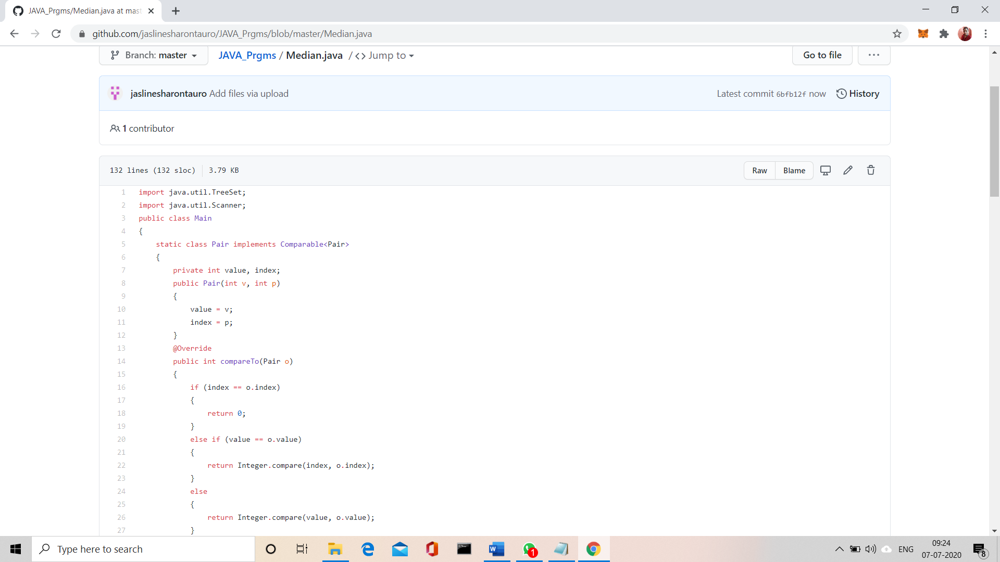 JAVA_Prgms/Median.java at mast
github.com/jaslinesharontauro/JAVA_Prgms/blob/master/Median.java
Branch: master JAVA_Prgms / Median.java / <> Jump to Go to file ...
jaslinesharontauro Add files via upload Latest commit 6bfb12f now History
1 contributor
132 lines (132 sloc) 3.79 KB Raw Blame
1 import java.util.TreeSet;
2 import java.util.Scanner;
3 public class Main
4 {
5 static class Pair implements Comparable<Pair>
6 {
7 private int value, index;
8 public Pair(int v, int p)
9 {
10 value = v;
11 index = p;
12 }
13 @Override
14 public int compareTo(Pair o)
15 {
16 if (index == o.index)
17 {
18 return 0;
19 }
20 else if (value == o.value)
21 {
22 return Integer.compare(index, o.index);
23 }
24 else
25 {
26 return Integer.compare(value, o.value);
27 }
Type here to search 1 ENG 09:24
07-07-2020 8